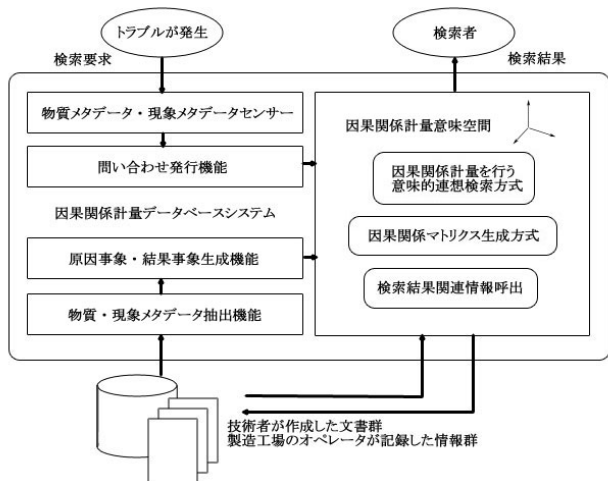 トラブルが発生
検索者
検索要求
検索結果
物質メタデータ・現象メタデータセンサー
問い合わせ発行機能
因果関係計量データベースシステム
原因事象・結果事象生成機能
物質・現象メタデータ抽出機能
因果関係計量意味空間
因果関係計量を行う
意味的連想検索方式
因果関係マトリクス生成方式
検索結果関連情報呼出
技術者が作成した文書群
製造工場のオペレータが記録した情報群